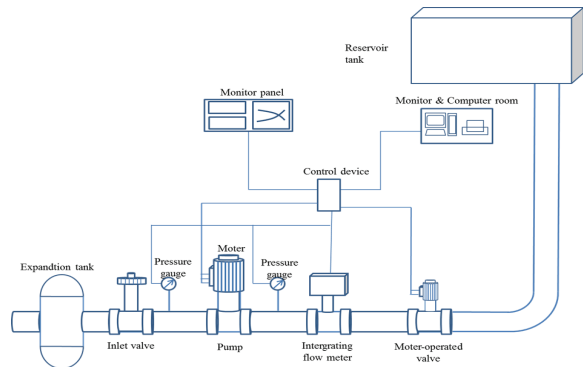 Reservoir
tank
Monitor panel
Monitor & Computer room
Control device
Moter
Expandtion tank
Pressure
gauge
Pressure
gauge
Inlet valve
Pump
Intergrating
flow meter
Moter-operated
valve